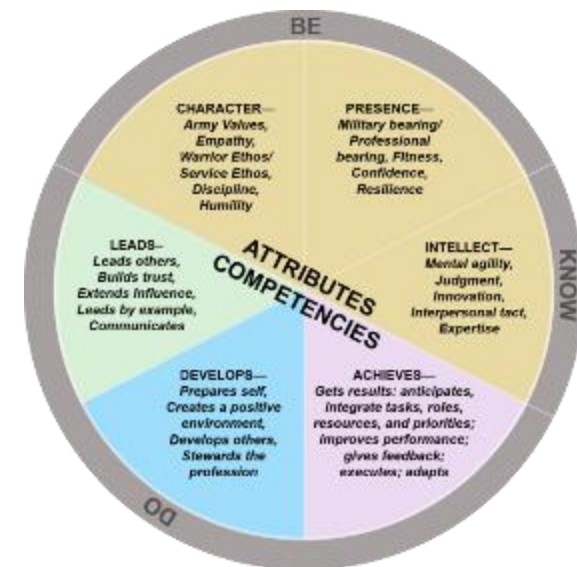 BE
CHARACTER—
Army Values,
Empathy,
Warrior Ethos/
Service Ethos,
Discipline,
Humility
PRESENCE—
Military bearing/
Professional
bearing, Fitness,
Confidence,
Resilience
LEADS–
Leads others,
Builds trust,
Extends Influence,
Leads by example,
Communicates
ATTRIBUTES
COMPETENCIES
INTELLECT—
Mental agility,
Judgment,
Innovation,
Interpersonal tact,
Expertise
KNOW
DEVELOPS—
Prepares self,
Creates a positive
environment,
Develops others,
Stewards the
profession
ACHIEVES—
Gets results: anticipates,
integrate tasks, roles,
resources, and priorities;
improves performance;
gives feedback;
executes; adapts
DO